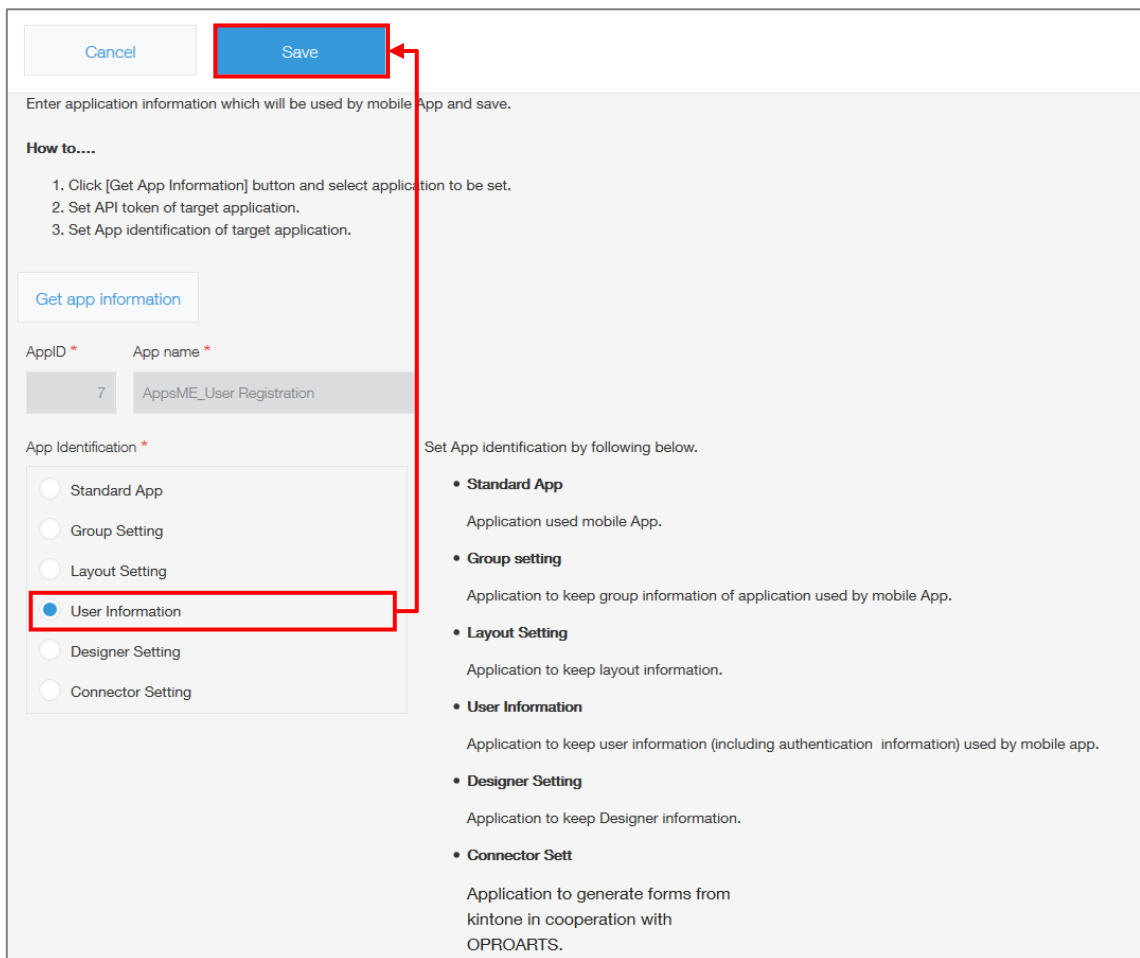 Cancel
Save
Enter application information which will be used by mobile App and save.
How to....
1. Click [Get App Information] button and select application to be set.
2. Set API token of target application.
3. Set App identification of target application.
Get app information
AppID * App name *
7 AppsME_User Registration
App Identification *
Standard App
Group Setting
Layout Setting
User Information
Designer Setting
Connector Setting
Set App identification by following below.
• Standard App
Application used mobile App.
• Group setting
Application to keep group information of application used by mobile App.
• Layout Setting
Application to keep layout information.
• User Information
Application to keep user information (including authentication information) used by mobile app.
• Designer Setting
Application to keep Designer information.
• Connector Sett
Application to generate forms from
kintone in cooperation with
OPROARTS.